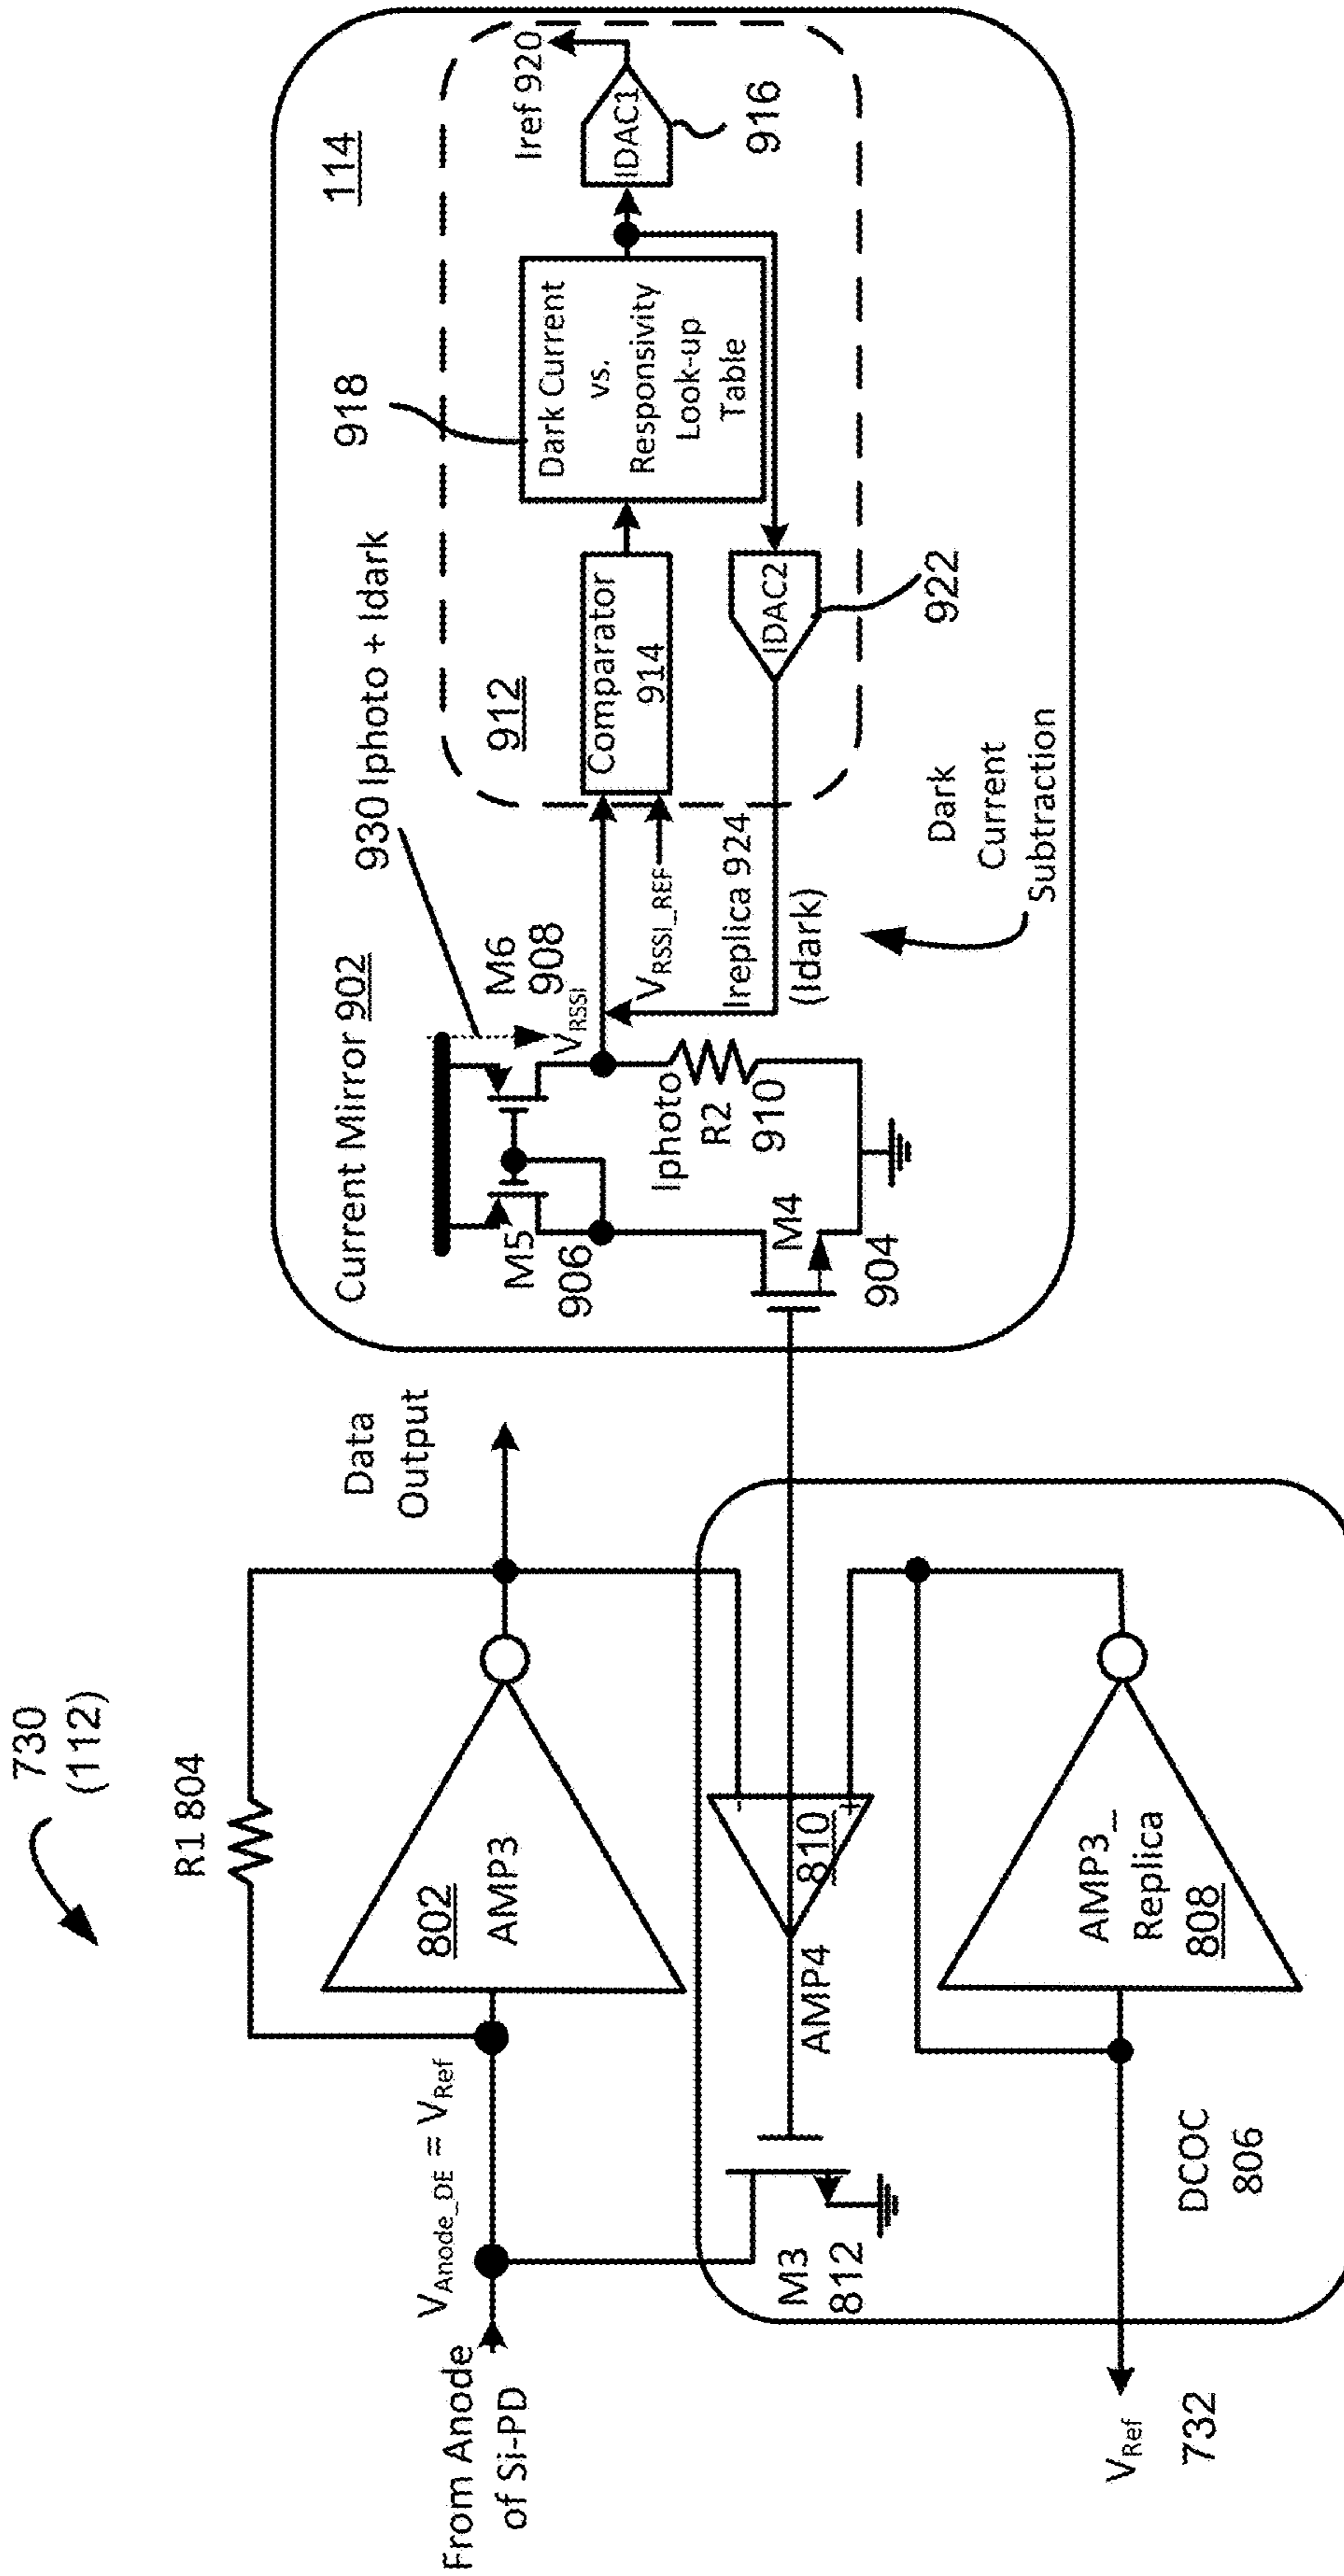 730
(112)
R1 804
802
AMP3
Data
Output
From Anode
of Si-PD
VAnode_DE = VRef
M3
812
AMP4
810
-
+
AMP3_
Replica
808
DCOC
806
VRef
732
114
Current Mirror 902
M5
906
M6
908
930 Iphoto + Idark
VRSSI
Iphoto
R2
910
M4
904
VRSSI_REF
Ireplica 924
(Idark)
Dark
Current
Subtraction
912
Comparator
914
918
Dark Current
vs.
Responsivity
Look-up
Table
IDAC1
916
Iref 920
IDAC2
922